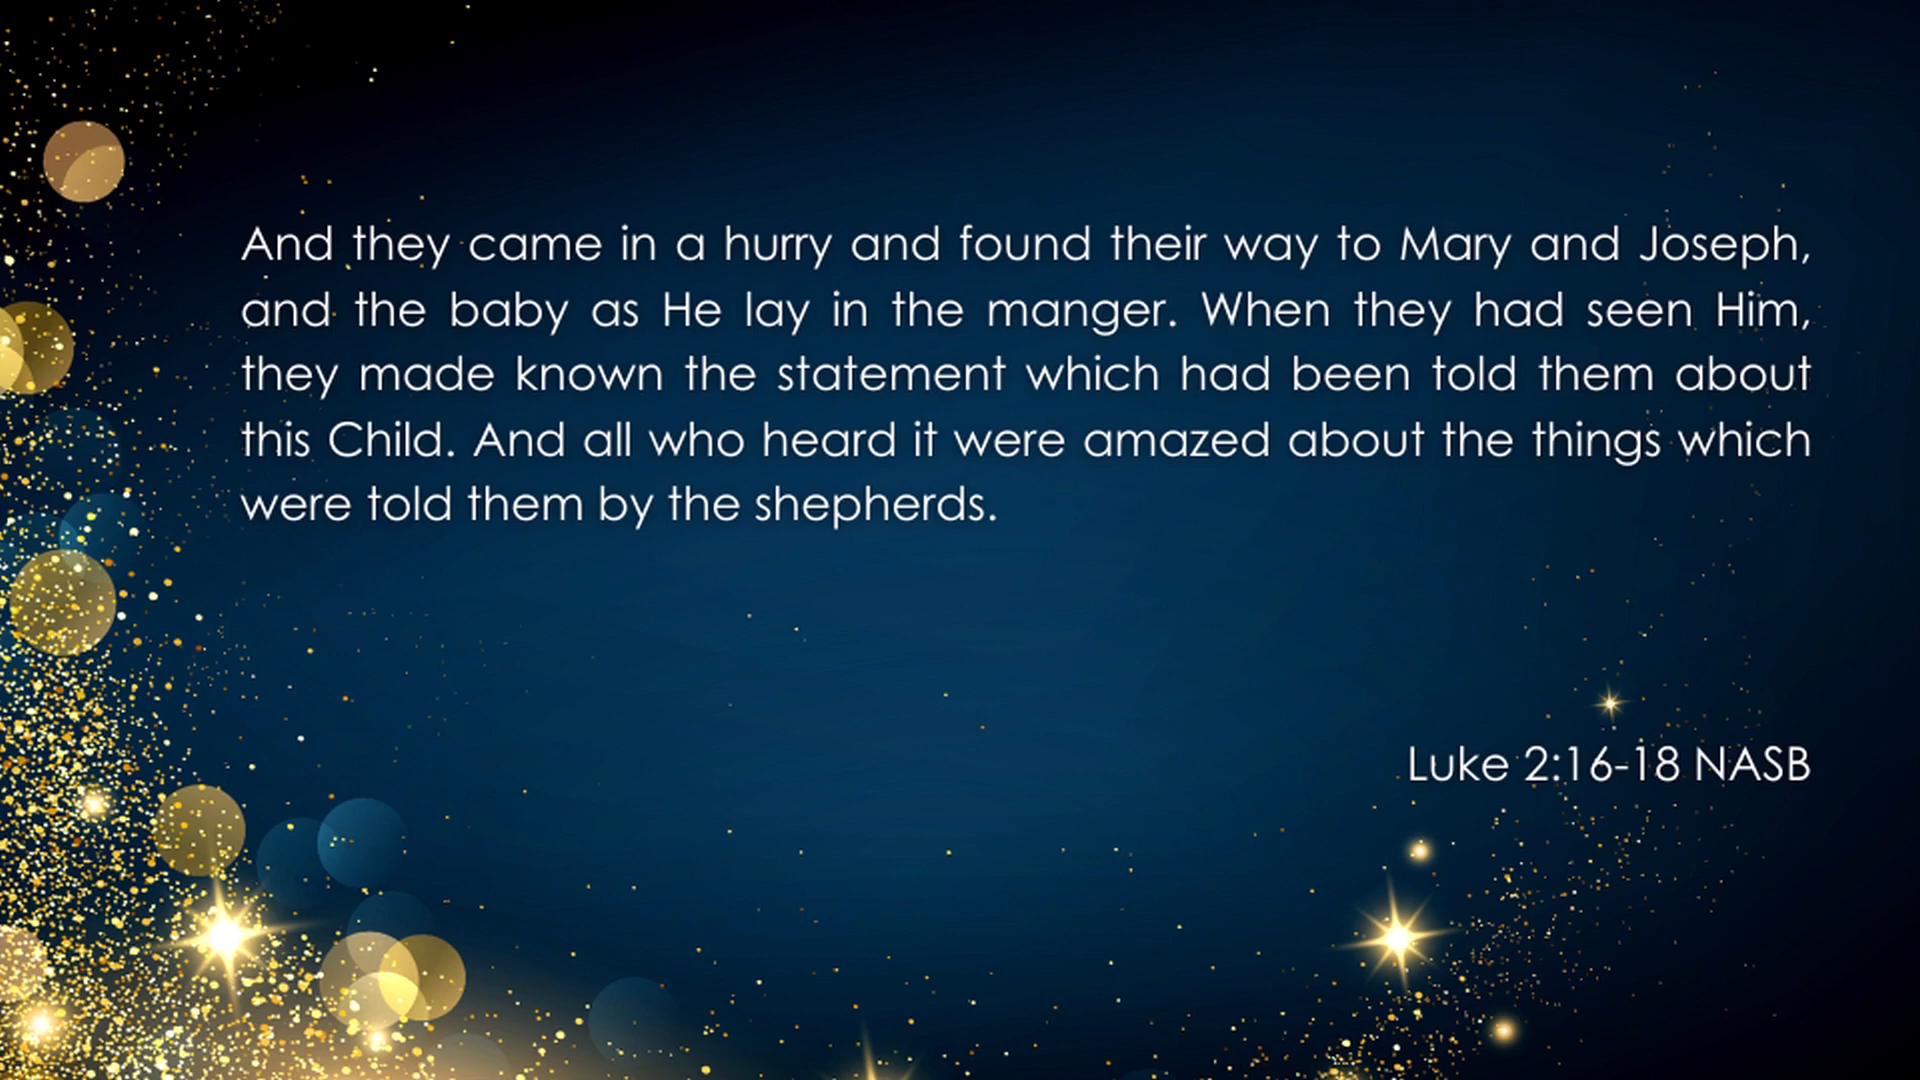 And they came in a hurry and found their way to Mary and Joseph,
and the baby as He lay in the manger. When they had seen Him,
they made known the statement which had been told them about
this Child. And all who heard it were amazed about the things which
were told them by the shepherds.
Luke 2:16-18 NASB